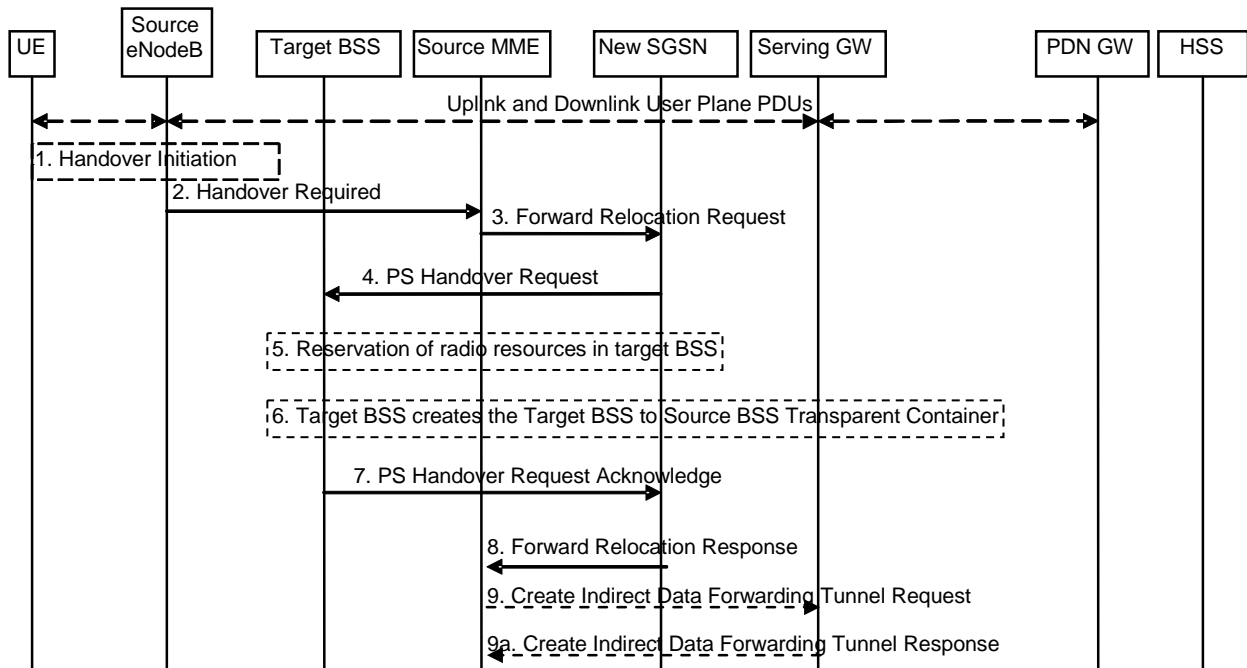 UE
Source
eNodeB
Target BSS
Source MME
New SGSN
Serving GW
PDN GW
HSS
Uplink and Downlink User Plane PDUs
1. Handover Initiation
2. Handover Required
3. Forward Relocation Request
4. PS Handover Request
5. Reservation of radio resources in target BSS
6. Target BSS creates the Target BSS to Source BSS Transparent Container
7. PS Handover Request Acknowledge
8. Forward Relocation Response
9. Create Indirect Data Forwarding Tunnel Request
9a. Create Indirect Data Forwarding Tunnel Response